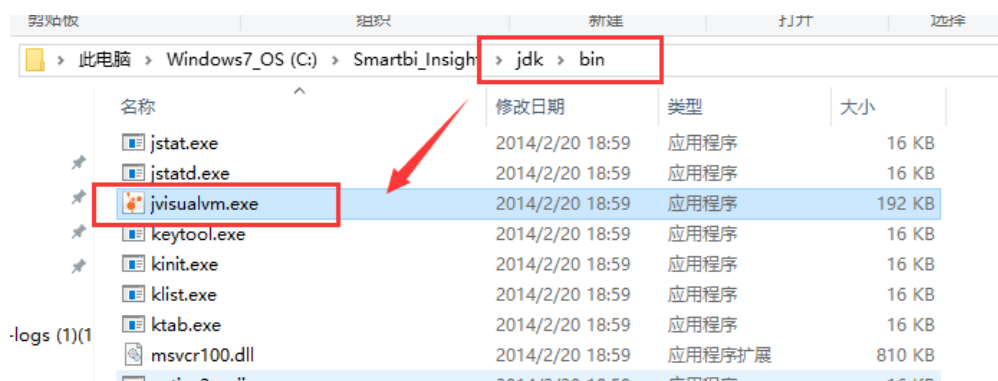 剪贴板 组织 新建 打开 选择
此电脑 > Windows7_OS (C:) > Smartbi_Insight > jdk > bin
名称 修改日期 类型 大小
jstat.exe 2014/2/20 18:59 应用程序 16 KB
jstatd.exe 2014/2/20 18:59 应用程序 16 KB
jvisualvm.exe 2014/2/20 18:59 应用程序 192 KB
keytool.exe 2014/2/20 18:59 应用程序 16 KB
kinit.exe 2014/2/20 18:59 应用程序 16 KB
klist.exe 2014/2/20 18:59 应用程序 16 KB
ktab.exe 2014/2/20 18:59 应用程序 16 KB
-logs (1)(1
msvcr100.dll 2014/2/20 18:59 应用程序扩展 810 KB